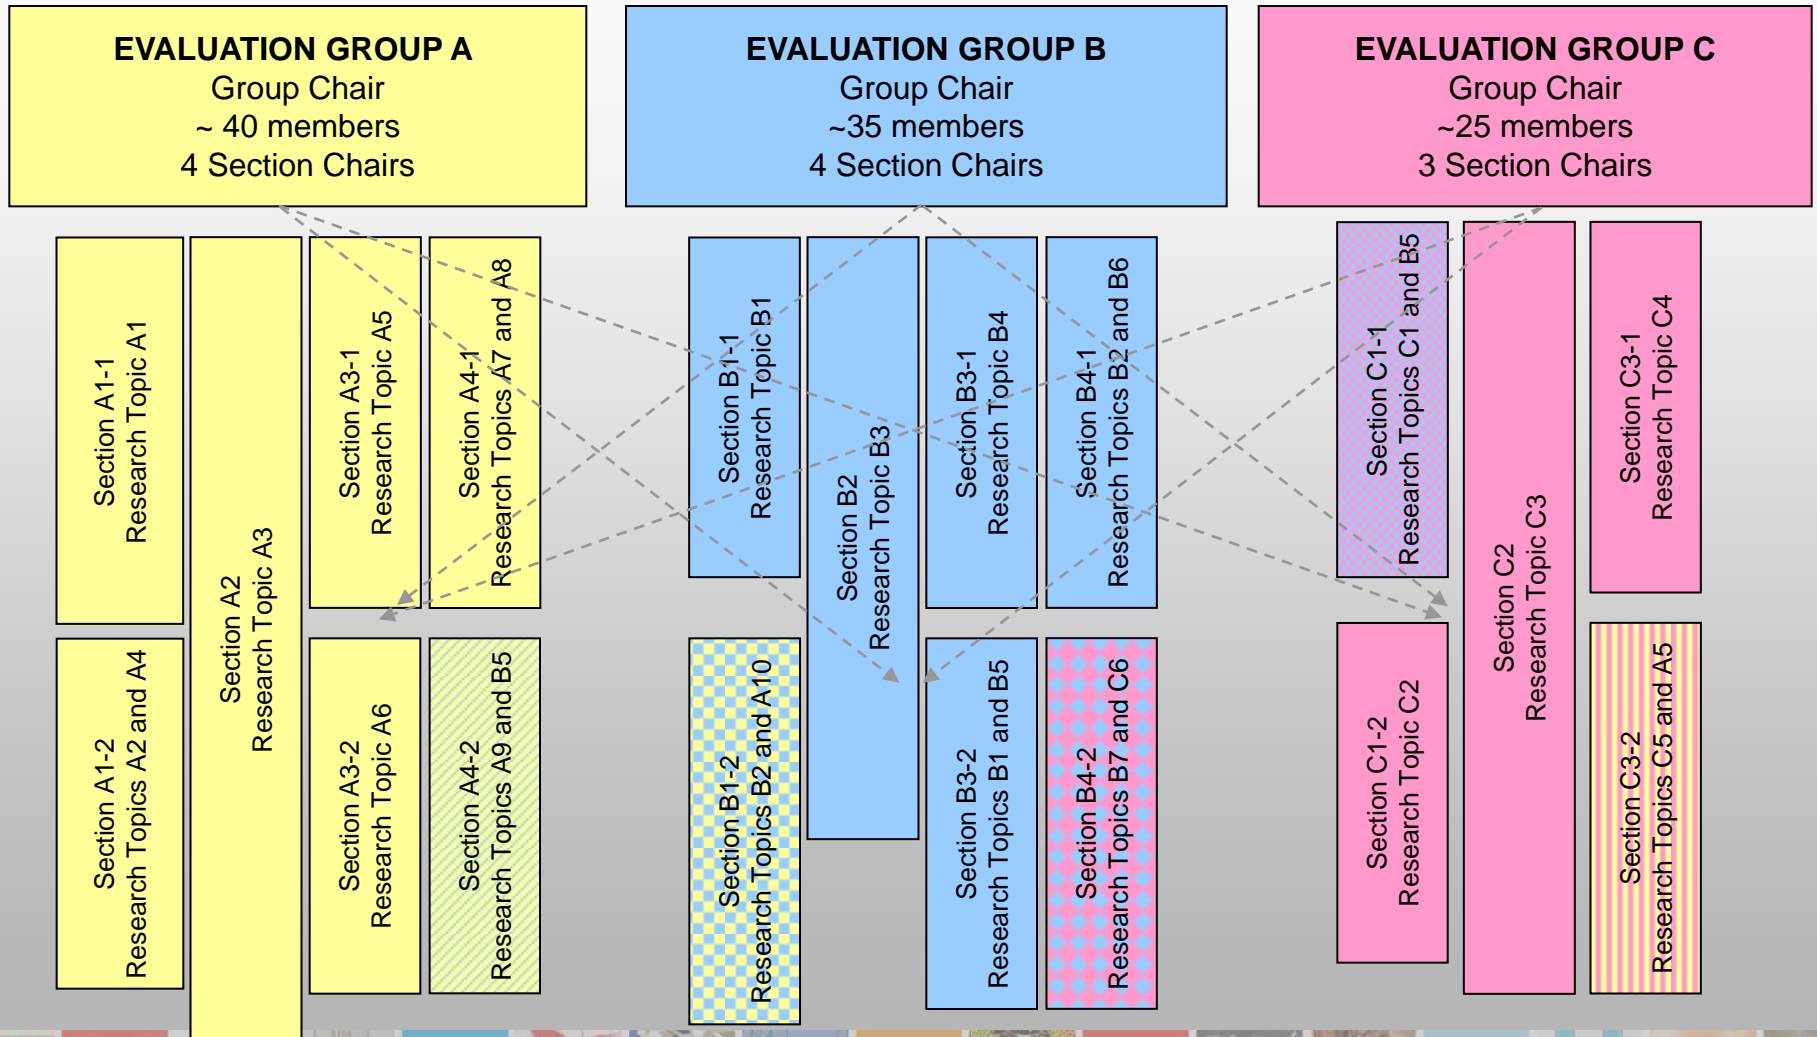 EVALUATION GROUP A
Group Chair
~ 40 members
4 Section Chairs
EVALUATION GROUP B
Group Chair
~35 members
4 Section Chairs
EVALUATION GROUP C
Group Chair
~25 members
3 Section Chairs
Section A1-1
Research Topic A1
Section A1-2
Research Topics A2 and A4
Section A2
Research Topic A3
Section A3-1
Research Topic A5
Section A3-2
Research Topic A6
Section A4-1
Research Topics A7 and A8
Section A4-2
Research Topics A9 and B5
Section B1-1
Research Topic B1
Section B1-2
Research Topics B2 and A10
Section B2
Research Topic B3
Section B3-1
Research Topic B4
Section B3-2
Research Topics B1 and B5
Section B4-1
Research Topics B2 and B6
Section B4-2
Research Topics B7 and C6
Section C1-1
Research Topics C1 and B5
Section C1-2
Research Topic C2
Section C2
Research Topic C3
Section C3-1
Research Topic C4
Section C3-2
Research Topics C5 and A5